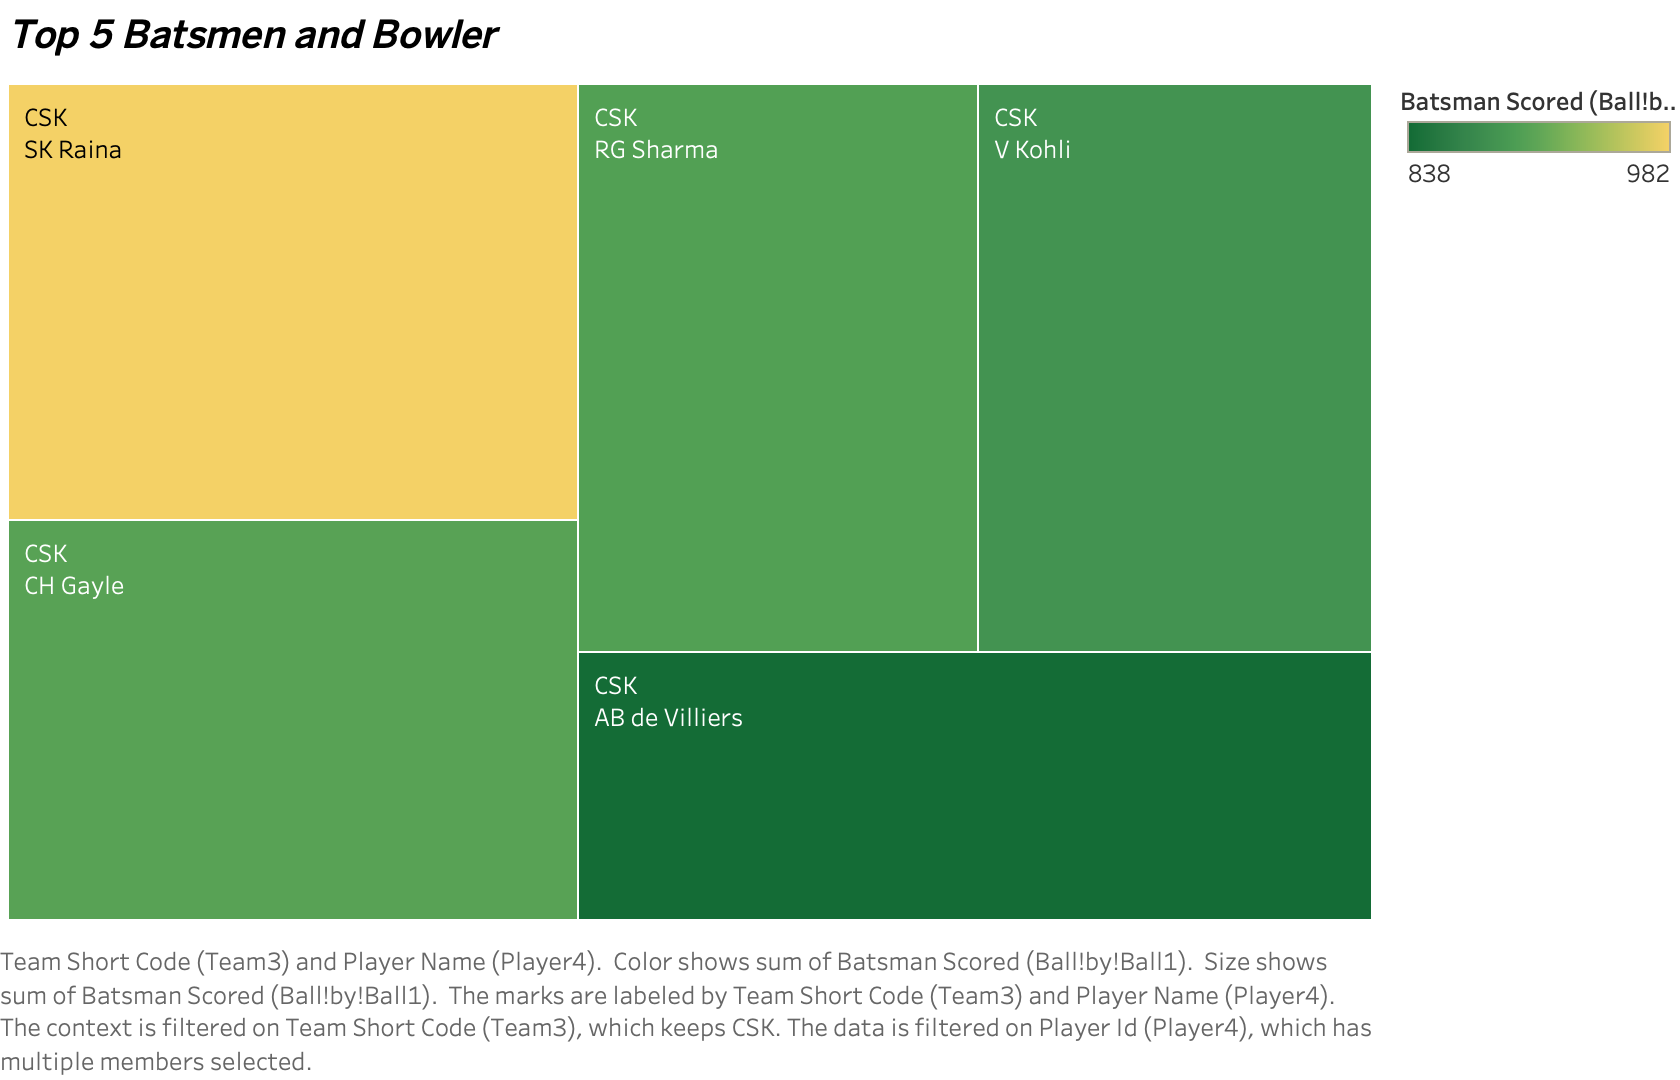 Top 5 Batsmen and Bowler
CSK
SK Raina
CSK
RG Sharma
CSK
V Kohli
Batsman Scored (Ball!b..
838
982
CSK
CH Gayle
CSK
AB de Villiers
Team Short Code (Team3) and Player Name (Player4).  Color shows sum of Batsman Scored (Ball!by!Ball1).  Size shows
sum of Batsman Scored (Ball!by!Ball1).  The marks are labeled by Team Short Code (Team3) and Player Name (Player4).
The context is filtered on Team Short Code (Team3), which keeps CSK. The data is filtered on Player Id (Player4), which has
multiple members selected.